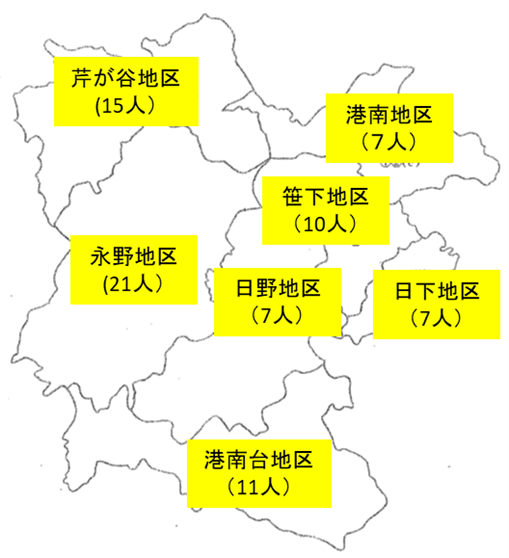 芹が谷地区
(15人）
港南地区
（７人）
笹下地区
（10人）
永野地区
(21人）
日野地区
（7人）
日下地区
（7人）
港南台地区
（11人）